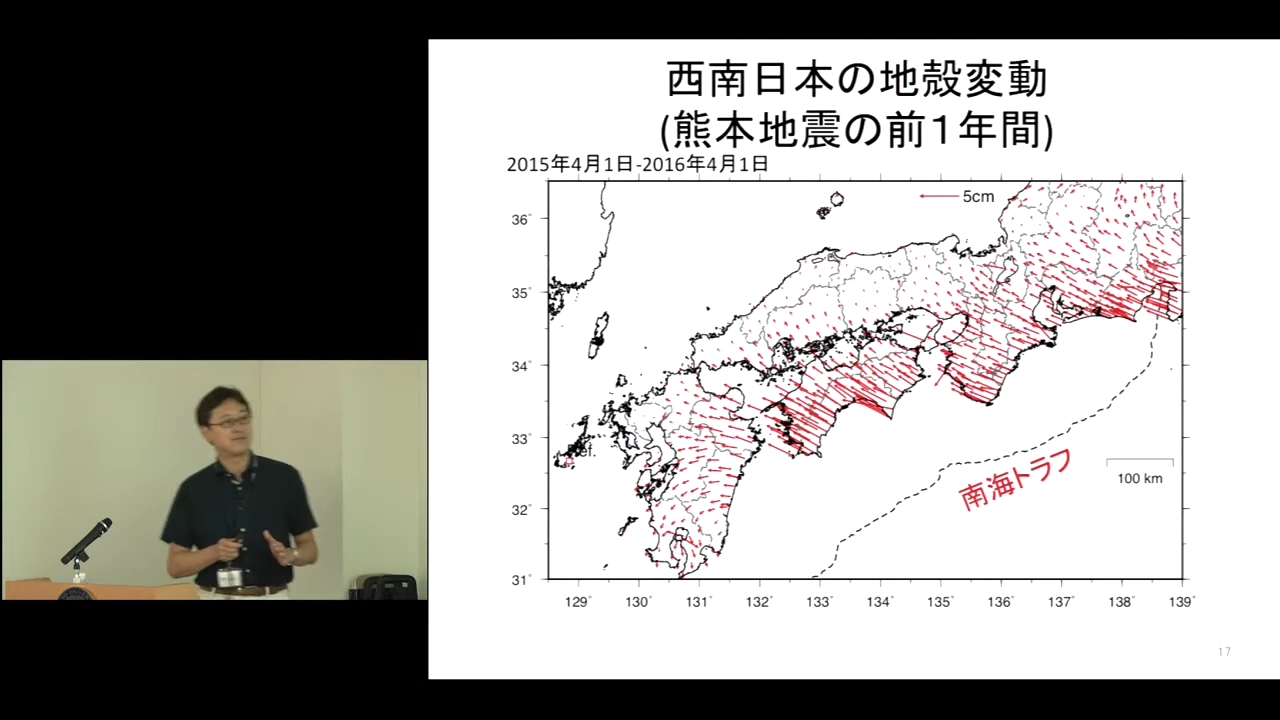 西南日本の地殻変動
(熊本地震の前１年間)
2015年4月1日-2016年4月1日
5cm
36°
35°
34°
33°
32°
31°
南海トラフ
100 km
129° 130° 131° 132° 133° 134° 135° 136° 137° 138° 139°
17